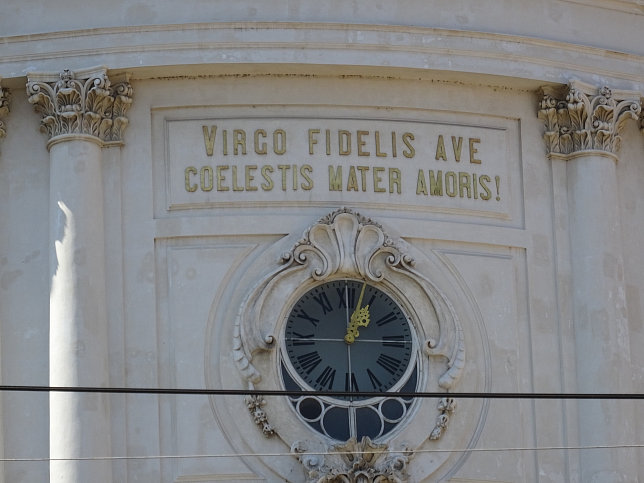 VIRGO FIDELIS AVE
COELESTIS MATER AMORIS!